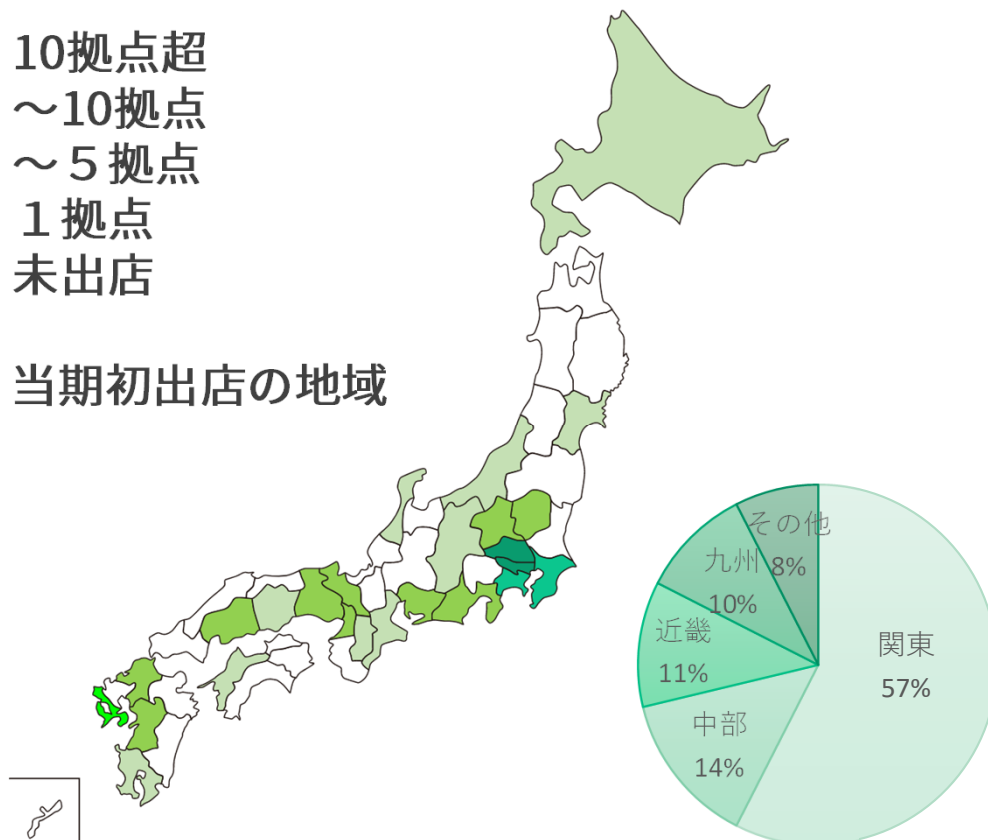 10拠点超
～10拠点
～５拠点
１拠点
未出店
当期初出店の地域
その他
8%
九州
10%
近畿
11%
中部
14%
関東
57%